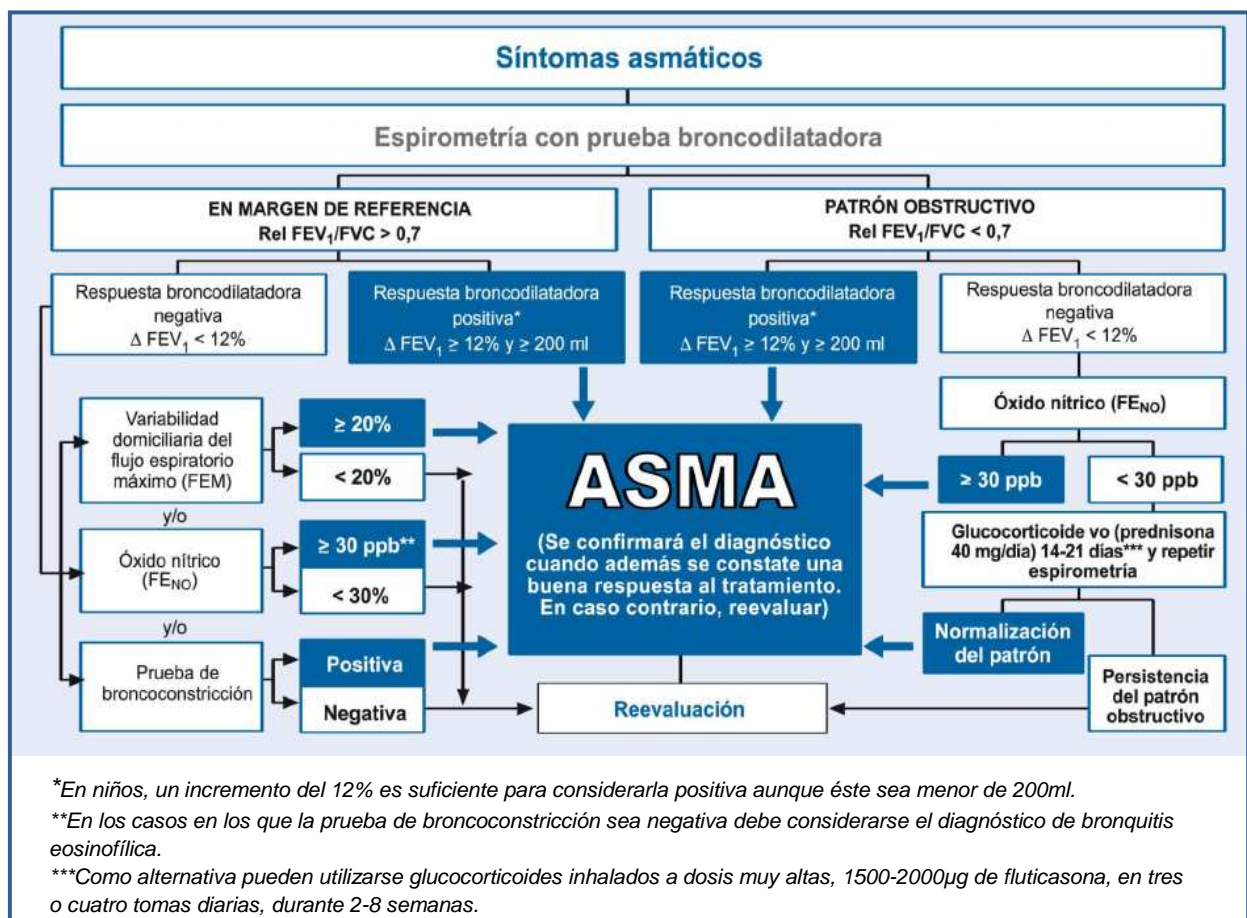 Síntomas asmáticos
Espirometría con prueba broncodilatadora
EN MARGEN DE REFERENCIA
Rel FEV₁/FVC > 0,7
PATRÓN OBSTRUCTIVO
Rel FEV₁/FVC < 0,7
Respuesta broncodilatadora
negativa
Δ FEV₁ < 12%
Respuesta broncodilatadora
positiva*
Δ FEV₁ ≥ 12% y ≥ 200 ml
Respuesta broncodilatadora
positiva*
Δ FEV₁ ≥ 12% y ≥ 200 ml
Respuesta broncodilatadora
negativa
Δ FEV₁ < 12%
Variabilidad
domiciliaria del
flujo espiratorio
máximo (FEM)
≥ 20%
< 20%
y/o
Óxido nítrico
(FE_NO)
≥ 30 ppb**
< 30%
y/o
Prueba de
broncoconstricción
Positiva
Negativa
ASMA
(Se confirmará el diagnóstico
cuando además se constate una
buena respuesta al tratamiento.
En caso contrario, reevaluar)
Reevaluación
Óxido nítrico (FE_NO)
≥ 30 ppb
< 30 ppb
Glucocorticoide vo (prednisona
40 mg/día) 14-21 días*** y repetir
espirometría
Normalización
del patrón
Persistencia
del patrón
obstructivo
*En niños, un incremento del 12% es suficiente para considerarla positiva aunque éste sea menor de 200ml.
**En los casos en los que la prueba de broncoconstricción sea negativa debe considerarse el diagnóstico de bronquitis
eosinofílica.
***Como alternativa pueden utilizarse glucocorticoides inhalados a dosis muy altas, 1500-2000µg de fluticasona, en tres
o cuatro tomas diarias, durante 2-8 semanas.